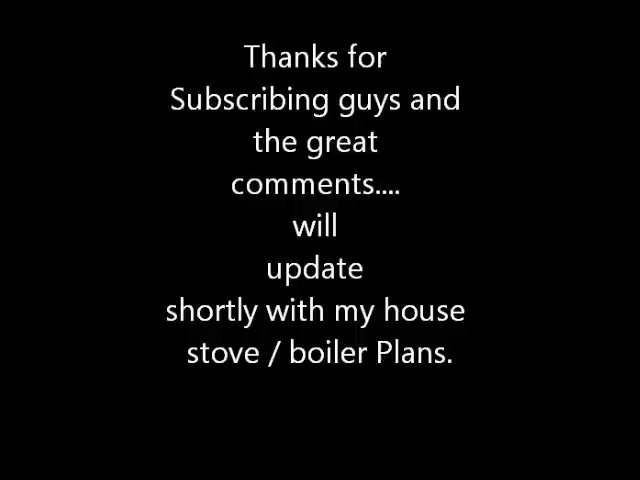 Thanks for
Subscribing guys and
the great
comments....
will
update
shortly with my house
stove / boiler Plans.